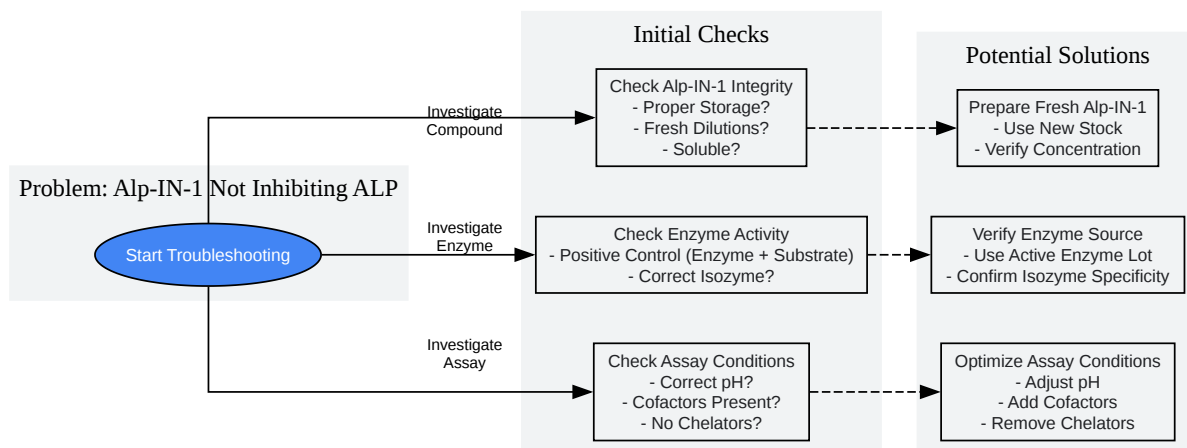 Problem: Alp-IN-1 Not Inhibiting ALP
Start Troubleshooting
Investigate
Compound
Investigate
Enzyme
Investigate
Assay
Initial Checks
Check Alp-IN-1 Integrity
- Proper Storage?
- Fresh Dilutions?
- Soluble?
Check Enzyme Activity
- Positive Control (Enzyme + Substrate)
- Correct Isozyme?
Check Assay Conditions
- Correct pH?
- Cofactors Present?
- No Chelators?
Potential Solutions
Prepare Fresh Alp-IN-1
- Use New Stock
- Verify Concentration
Verify Enzyme Source
- Use Active Enzyme Lot
- Confirm Isozyme Specificity
Optimize Assay Conditions
- Adjust pH
- Add Cofactors
- Remove Chelators